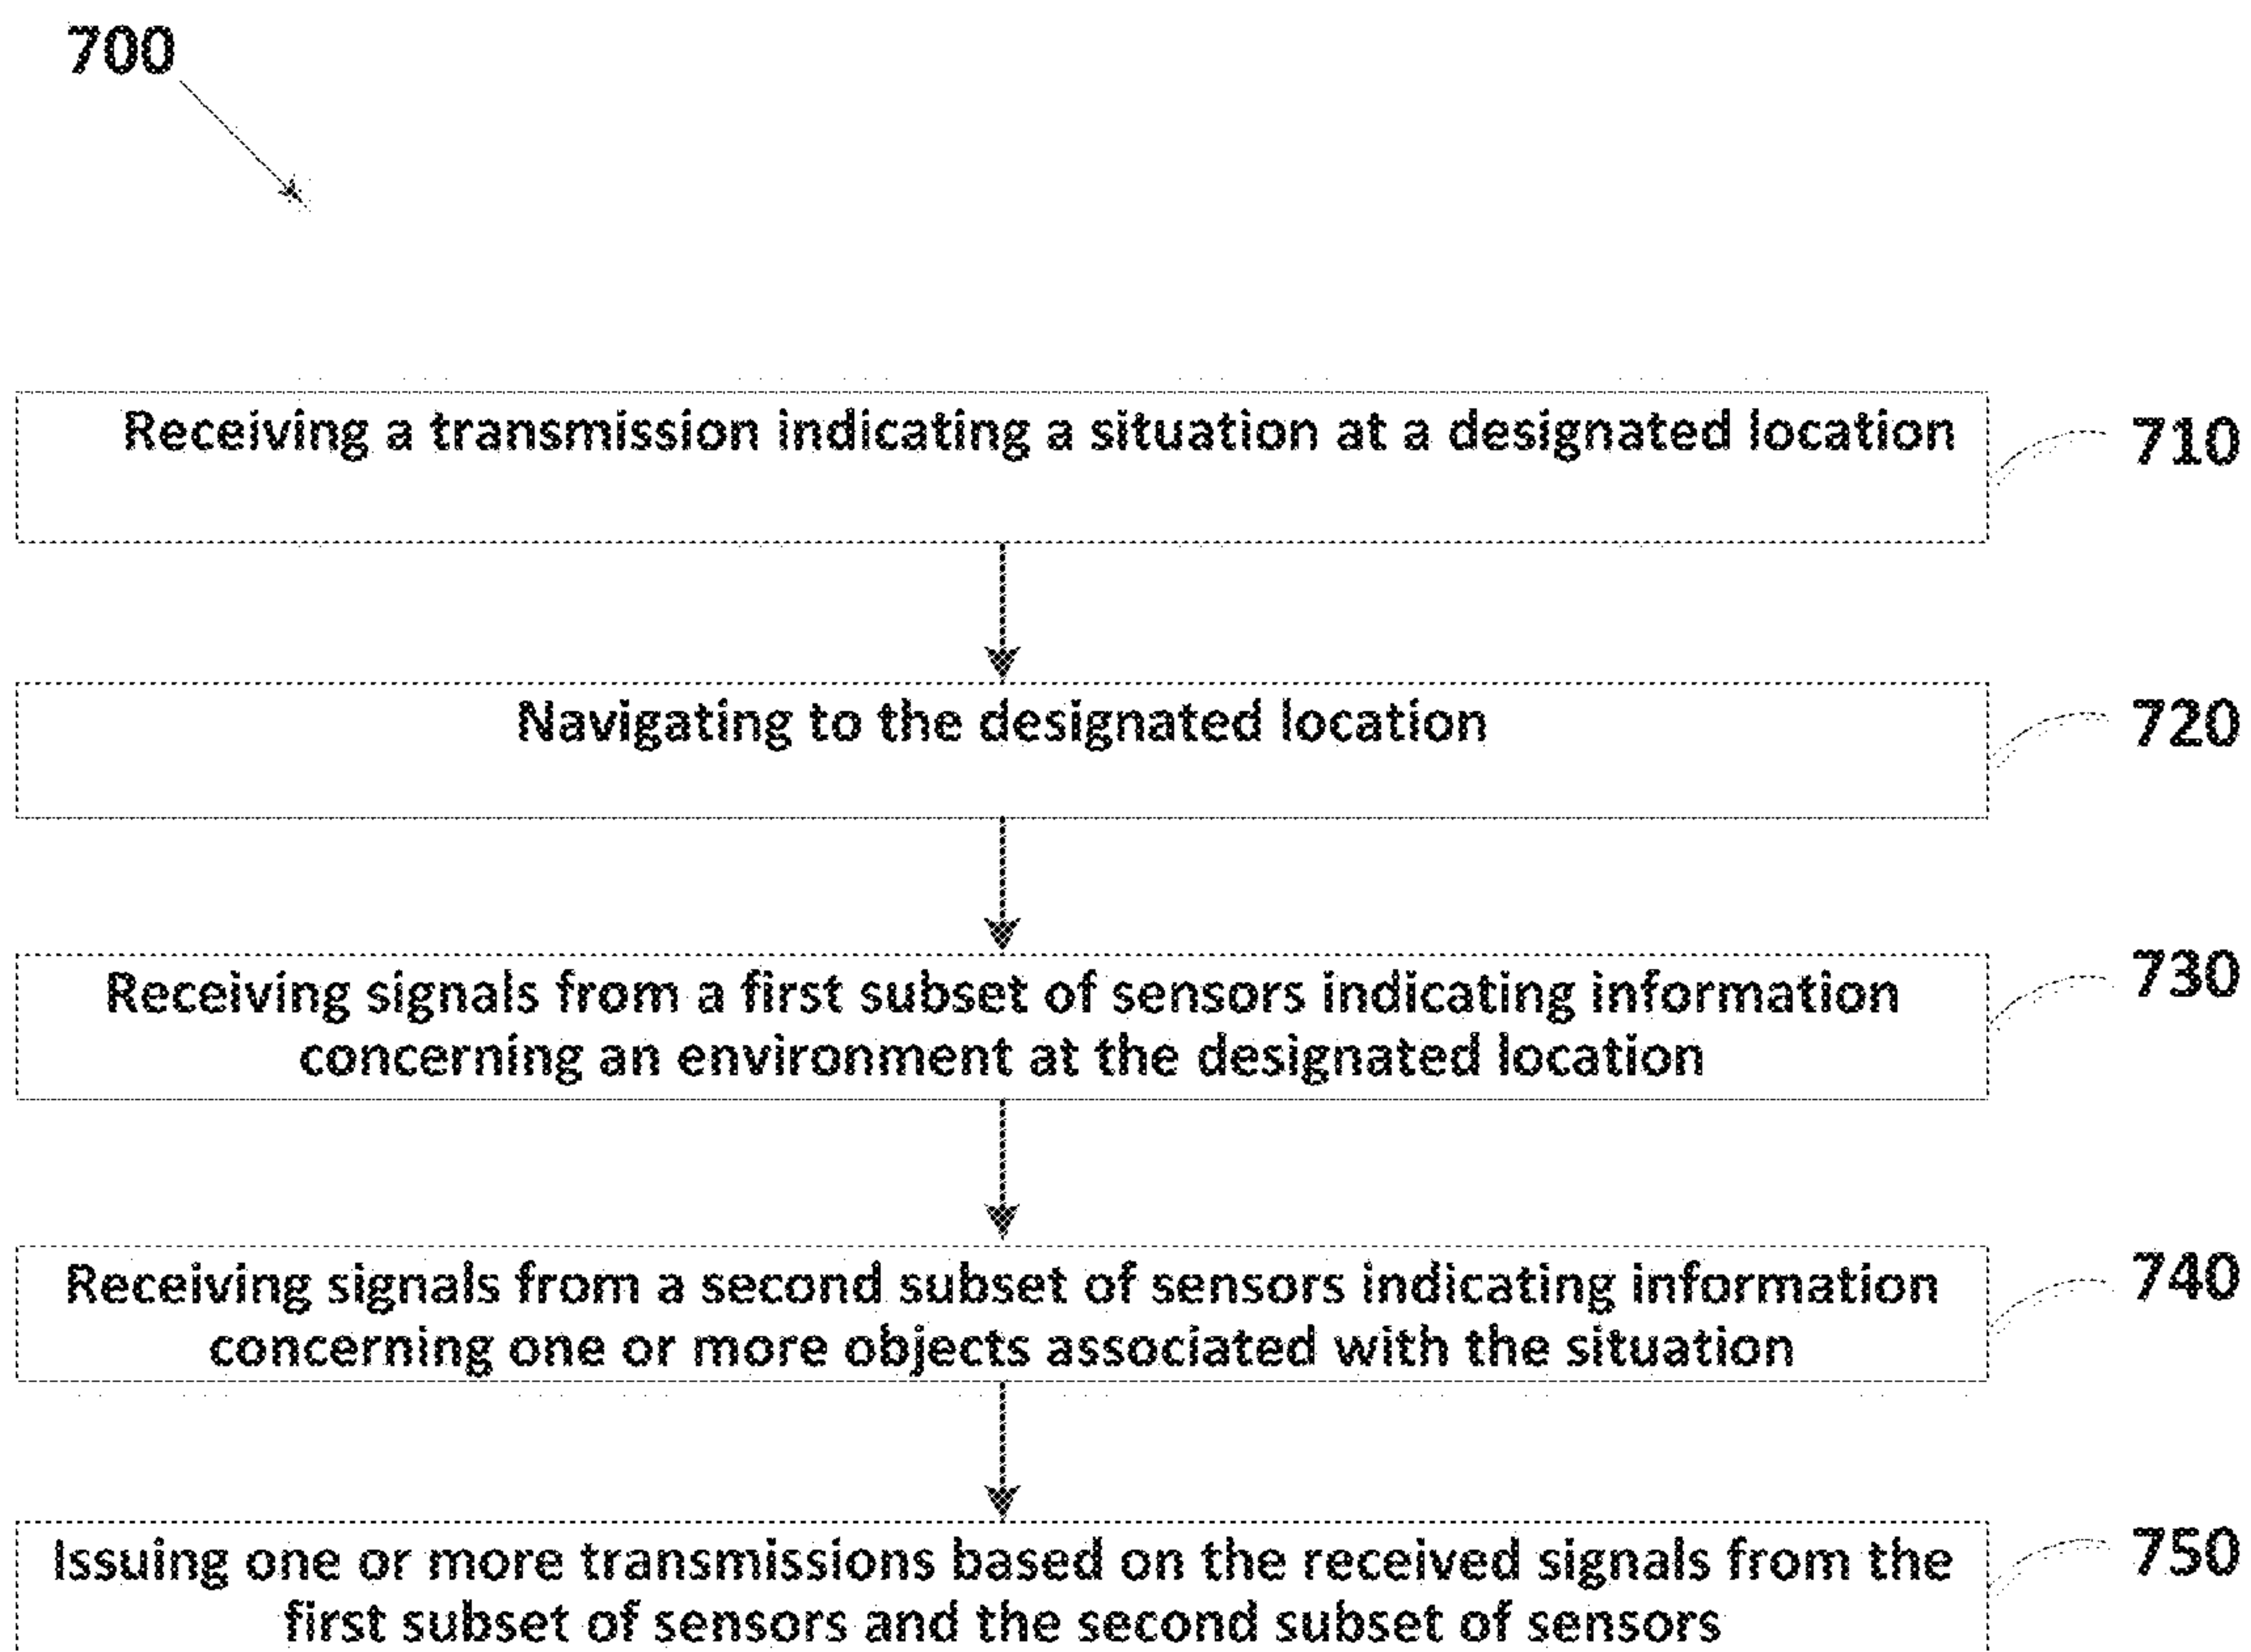 700
Receiving a transmission indicating a situation at a designated location
710
Navigating to the designated location
720
Receiving signals from a first subset of sensors indicating information
concerning an environment at the designated location
730
Receiving signals from a second subset of sensors indicating information
concerning one or more objects associated with the situation
740
Issuing one or more transmissions based on the received signals from the
first subset of sensors and the second subset of sensors
750